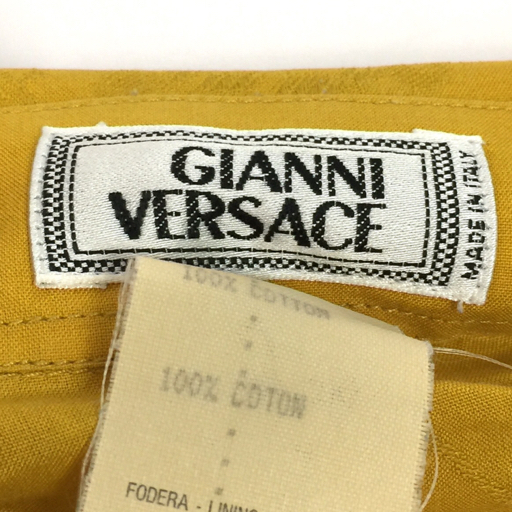 GIANNI
VERSACE
MADE IN ITALY
100% COTTON
100% COTON
FODERA - LINING